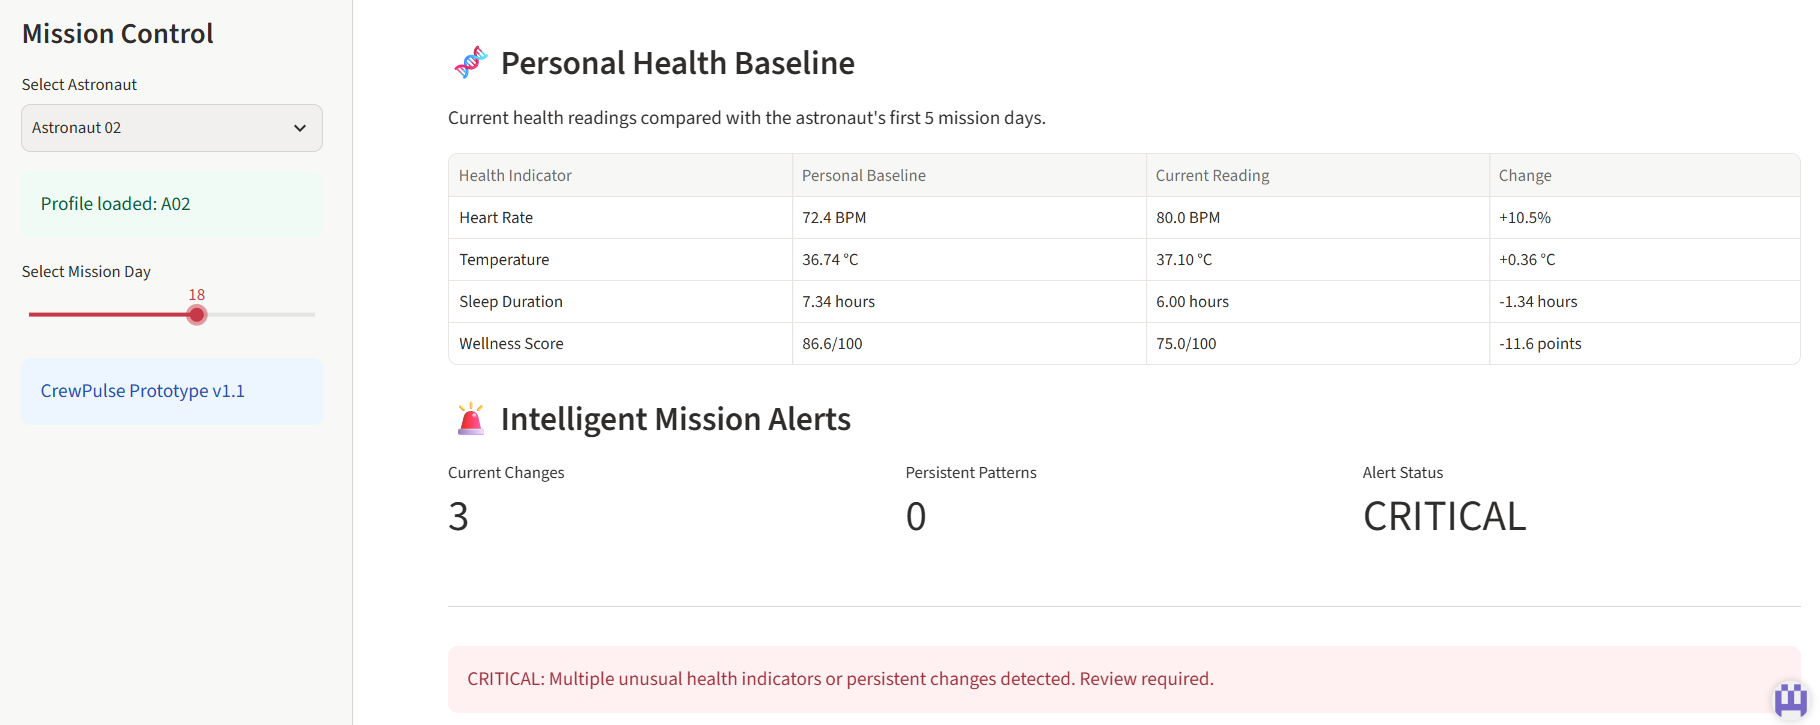 Mission Control
Select Astronaut
Astronaut 02
Profile loaded: A02
Select Mission Day
18
CrewPulse Prototype v1.1
Personal Health Baseline
Current health readings compared with the astronaut's first 5 mission days.
Health Indicator Personal Baseline Current Reading Change
Heart Rate 72.4 BPM 80.0 BPM +10.5%
Temperature 36.74 °C 37.10 °C +0.36 °C
Sleep Duration 7.34 hours 6.00 hours -1.34 hours
Wellness Score 86.6/100 75.0/100 -11.6 points
Intelligent Mission Alerts
Current Changes Persistent Patterns Alert Status
3 0 CRITICAL
CRITICAL: Multiple unusual health indicators or persistent changes detected. Review required.